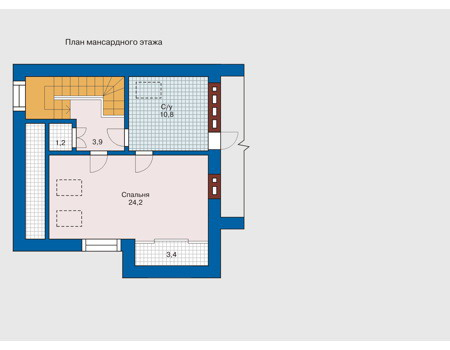 План мансардного этажа
С/у
10,8
1,2
3,9
Спальня
24,2
3,4